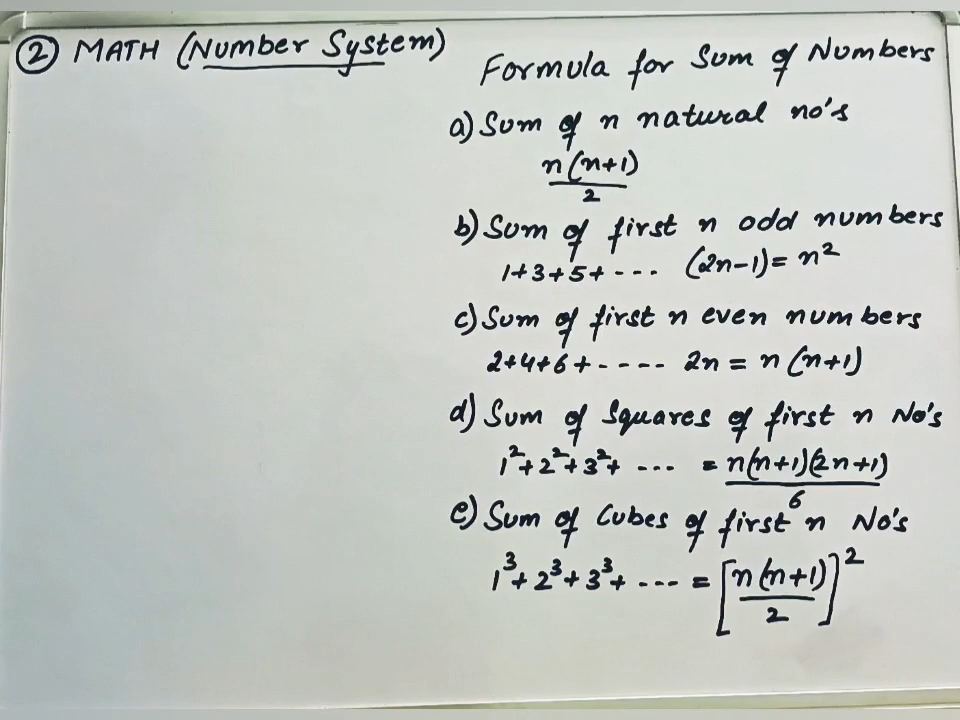 ② MATH (Number System)
Formula for Sum of Numbers
a) Sum of n natural no's
n(n+1)
2
b) Sum of first n odd numbers
1+3+5+ --- (2n-1) = n²
c) Sum of first n even numbers
2+4+6+ ---- 2n = n(n+1)
d) Sum of Squares of first n No's
1²+2²+3²+ --- = n(n+1)(2n+1)
6
e) Sum of Cubes of first n No's
1³+2³+3³+ --- = [n(n+1)]²
2